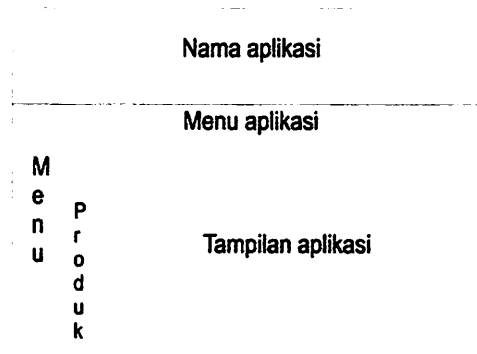 Nama aplikasi
Menu aplikasi
Menu
Produk
Tampilan aplikasi